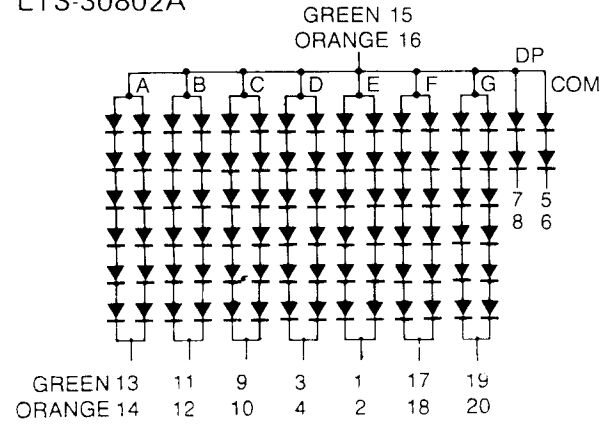 LTS-30802A
GREEN 15
ORANGE 16
A B C D E F G DP COM
7 5
8 6
GREEN 13 11 9 3 1 17 19
ORANGE 14 12 10 4 2 18 20